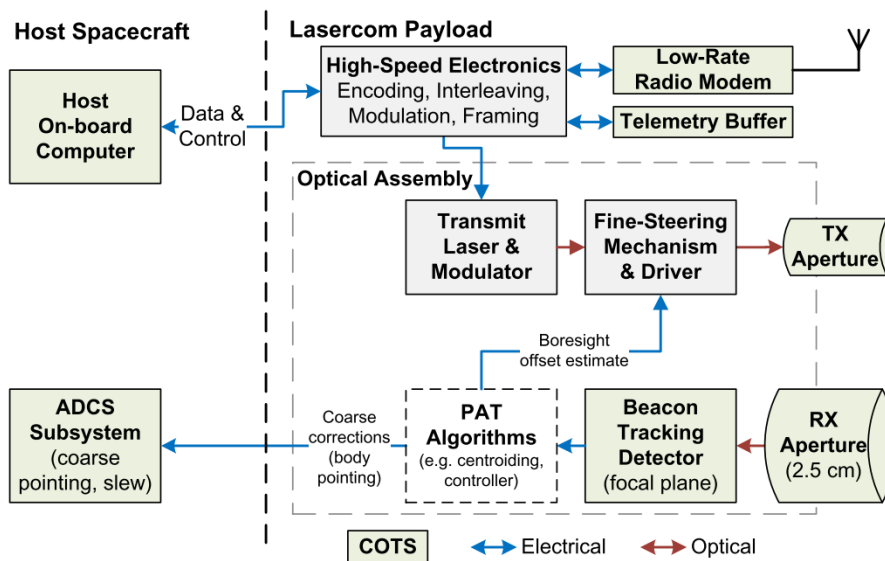 Host Spacecraft
Lasercom Payload
Host
On-board
Computer
Data &
Control
High-Speed Electronics
Encoding, Interleaving,
Modulation, Framing
Low-Rate
Radio Modem
Telemetry Buffer
Optical Assembly
Transmit
Laser &
Modulator
Fine-Steering
Mechanism
& Driver
TX
Aperture
Boresight
offset estimate
ADCS
Subsystem
(coarse
pointing, slew)
Coarse
corrections
(body
pointing)
PAT
Algorithms
(e.g. centroiding,
controller)
Beacon
Tracking
Detector
(focal plane)
RX
Aperture
(2.5 cm)
COTS
Electrical
Optical